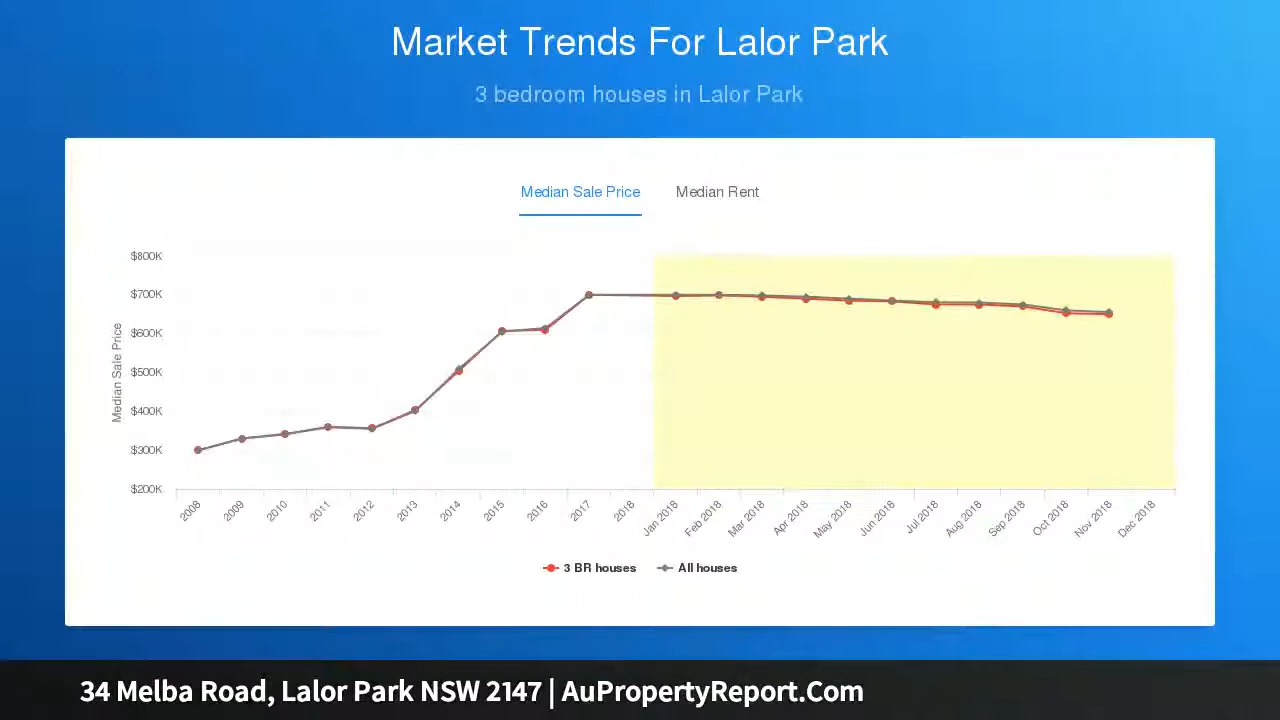 Market Trends For Lalor Park
3 bedroom houses in Lalor Park
Median Sale Price Median Rent
Median Sale Price
$800K
$700K
$600K
$500K
$400K
$300K
$200K
2008 2009 2010 2011 2012 2013 2014 2015 2016 2017 2018 Jan 2018 Feb 2018 Mar 2018 Apr 2018 May 2018 Jun 2018 Jul 2018 Aug 2018 Sep 2018 Oct 2018 Nov 2018 Dec 2018
3 BR houses All houses
34 Melba Road, Lalor Park NSW 2147 | AuPropertyReport.Com